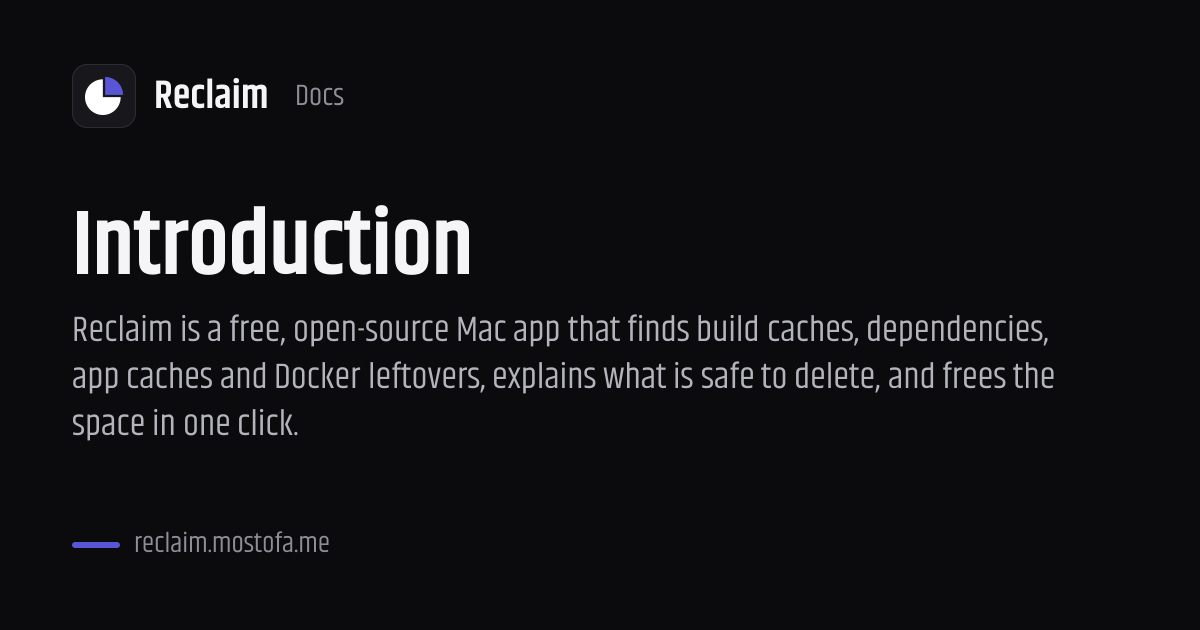 Reclaim Docs
Introduction
Reclaim is a free, open-source Mac app that finds build caches, dependencies,
app caches and Docker leftovers, explains what is safe to delete, and frees the
space in one click.
reclaim.mostofa.me